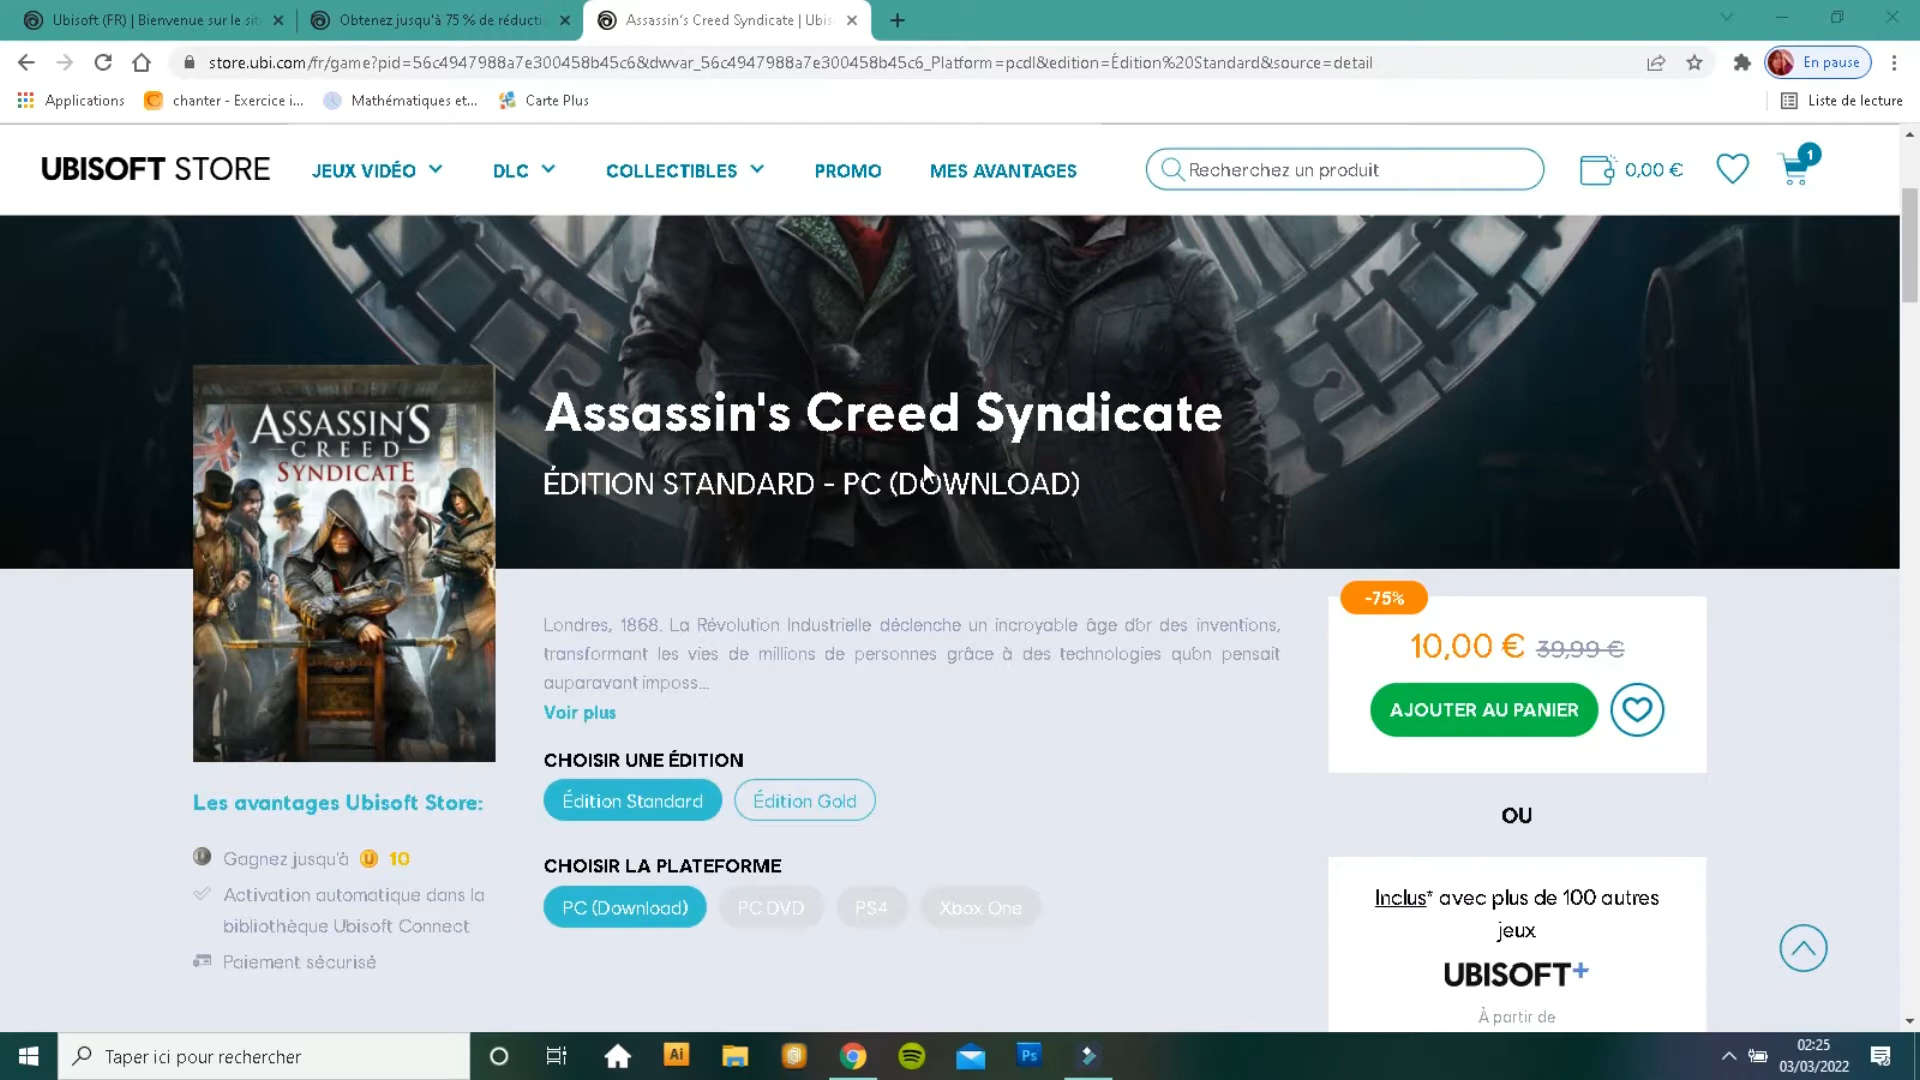 Ubisoft (FR) | Bienvenue sur le sit
Obtenez jusqu'à 75 % de réducti
Assassin's Creed Syndicate | Ubis
store.ubi.com/fr/game?pid=56c4947988a7e300458b45c6&dwvar_56c4947988a7e300458b45c6_Platform=pcdl&edition=Édition%20Standard&source=detail
En pause
Applications
chanter - Exercice i...
Mathématiques et...
Carte Plus
Liste de lecture
UBISOFT STORE
JEUX VIDÉO
DLC
COLLECTIBLES
PROMO
MES AVANTAGES
Recherchez un produit
0,00 €
1
ASSASSIN'S
CREED
SYNDICATE
Assassin's Creed Syndicate
ÉDITION STANDARD - PC (DOWNLOAD)
Londres, 1868. La Révolution Industrielle déclenche un incroyable âge d'or des inventions,
transformant les vies de millions de personnes grâce à des technologies qu'on pensait
auparavant imposs...
Voir plus
CHOISIR UNE ÉDITION
Édition Standard
Édition Gold
CHOISIR LA PLATEFORME
PC (Download)
PC DVD
PS4
Xbox One
Les avantages Ubisoft Store:
Gagnez jusqu'à 10
Activation automatique dans la
bibliothèque Ubisoft Connect
Paiement sécurisé
-75%
10,00 € 39,99 €
AJOUTER AU PANIER
OU
Inclus* avec plus de 100 autres
jeux
UBISOFT+
À partir de
Taper ici pour rechercher
Ai
Ps
02:25
03/03/2022